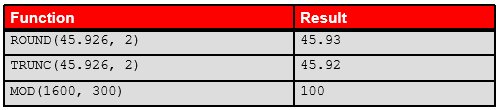 Function Result
ROUND(45.926, 2) 45.93
TRUNC(45.926, 2) 45.92
MOD(1600, 300) 100